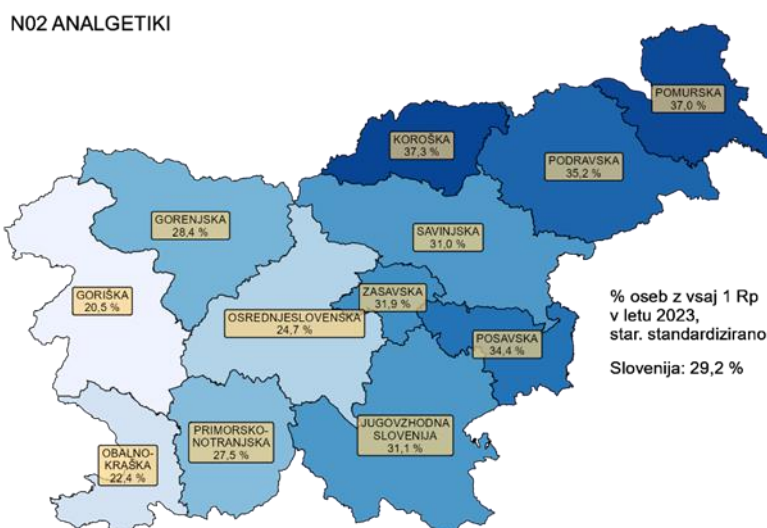 N02 ANALGETIKI
POMURSKA
37,0 %
KOROŠKA
37,3 %
PODRAVSKA
35,2 %
GORENJSKA
28,4 %
SAVINJSKA
31,0 %
GORIŠKA
20,5 %
ZASAVSKA
31,9 %
OSREDNJESLOVENSKA
24,7 %
POSAVSKA
34,4 %
% oseb z vsaj 1 Rp
v letu 2023,
star. standardizirano
Slovenija: 29,2 %
PRIMORSKO-
NOTRANJSKA
27,5 %
JUGOVZHODNA
SLOVENIJA
31,1 %
OBALNO-
KRAŠKA
22,4 %